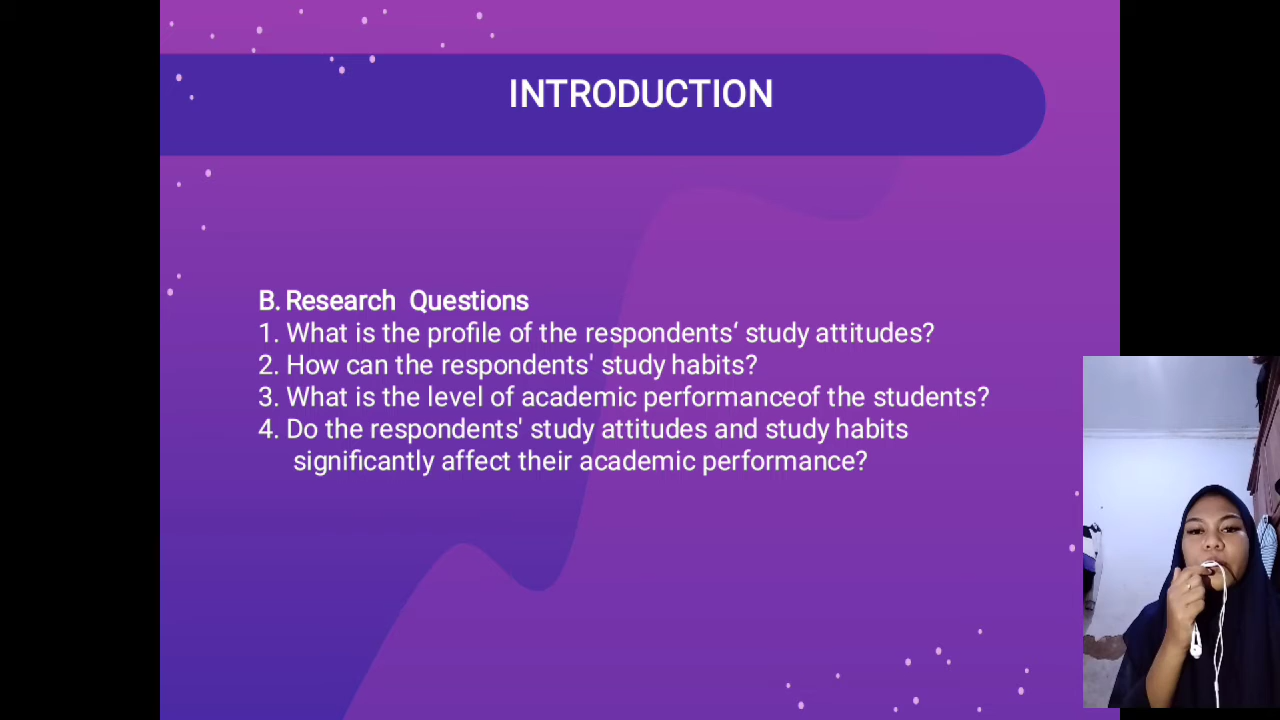 INTRODUCTION
B. Research Questions
1. What is the profile of the respondents‘ study attitudes?
2. How can the respondents' study habits?
3. What is the level of academic performanceof the students?
4. Do the respondents' study attitudes and study habits
significantly affect their academic performance?